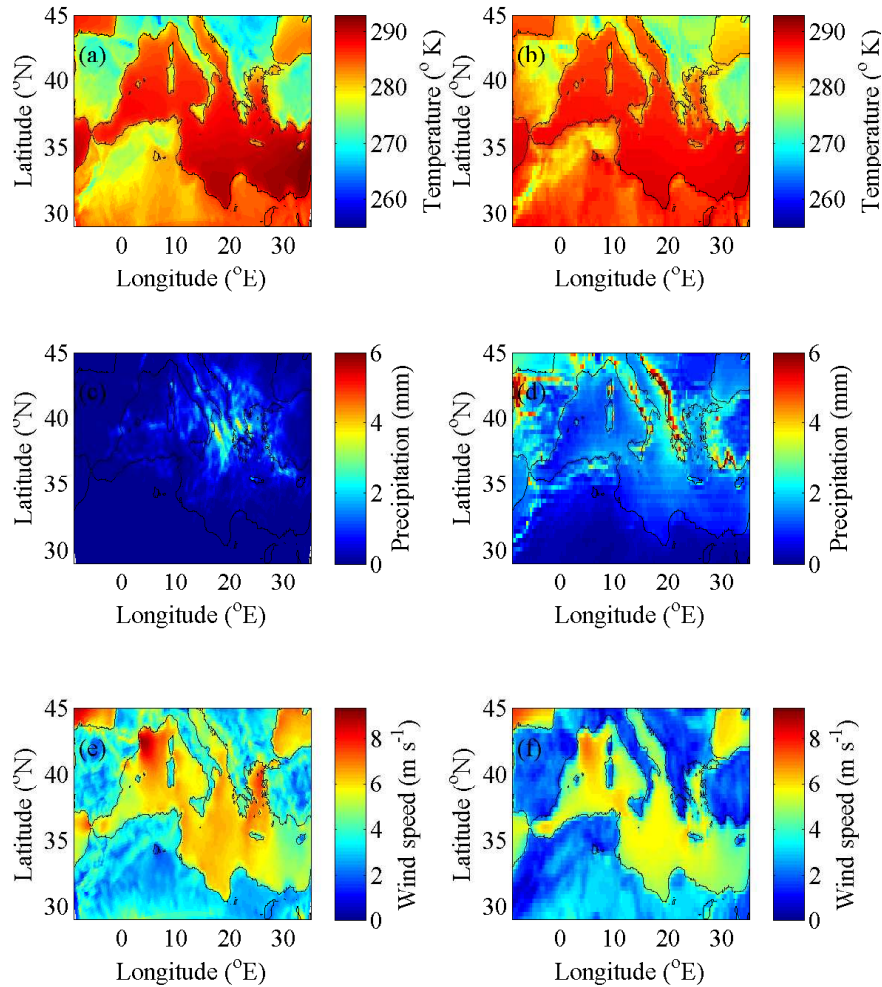 45
40
35
30
Latitude (°N)
(a)
0 10 20 30
Longitude (°E)
290
280
270
260
Temperature (° K)
45
40
35
30
Latitude (°N)
(b)
0 10 20 30
Longitude (°E)
290
280
270
260
Temperature (° K)
45
40
35
30
Latitude (°N)
(c)
0 10 20 30
Longitude (°E)
6
4
2
0
Precipitation (mm)
45
40
35
30
Latitude (°N)
(d)
0 10 20 30
Longitude (°E)
6
4
2
0
Precipitation (mm)
45
40
35
30
Latitude (°N)
(e)
0 10 20 30
Longitude (°E)
8
6
4
2
0
Wind speed (m s⁻¹)
45
40
35
30
Latitude (°N)
(f)
0 10 20 30
Longitude (°E)
8
6
4
2
0
Wind speed (m s⁻¹)